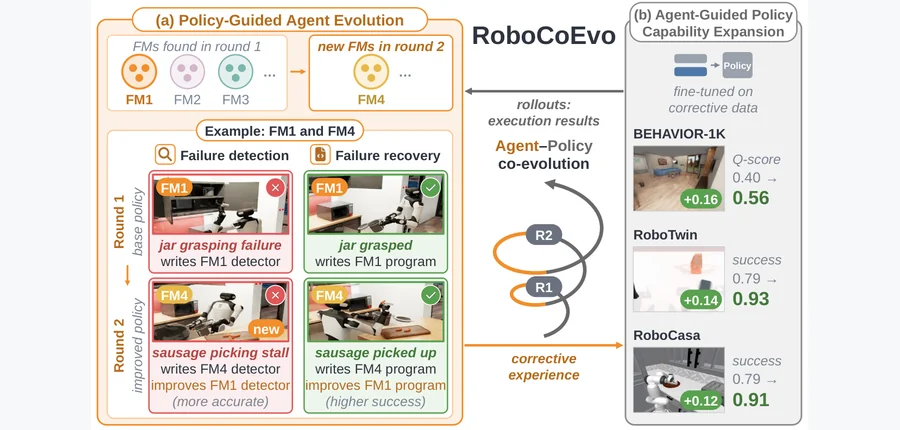 (a) Policy-Guided Agent Evolution
FMs found in round 1
FM1
FM2
FM3
...
new FMs in round 2
FM4
...
Example: FM1 and FM4
Failure detection
Failure recovery
Round 1
base policy
FM1
jar grasping failure
writes FM1 detector
FM1
jar grasped
writes FM1 program
Round 2
improved policy
FM4
new
sausage picking stall
writes FM4 detector
improves FM1 detector
(more accurate)
FM4
sausage picked up
writes FM4 program
improves FM1 program
(higher success)
RoboCoEvo
rollouts:
execution results
Agent–Policy
co-evolution
R2
R1
corrective
experience
(b) Agent-Guided Policy
Capability Expansion
Policy
fine-tuned on
corrective data
BEHAVIOR-1K
+0.16
Q-score
0.40 →
0.56
RoboTwin
+0.14
success
0.79 →
0.93
RoboCasa
+0.12
success
0.79 →
0.91